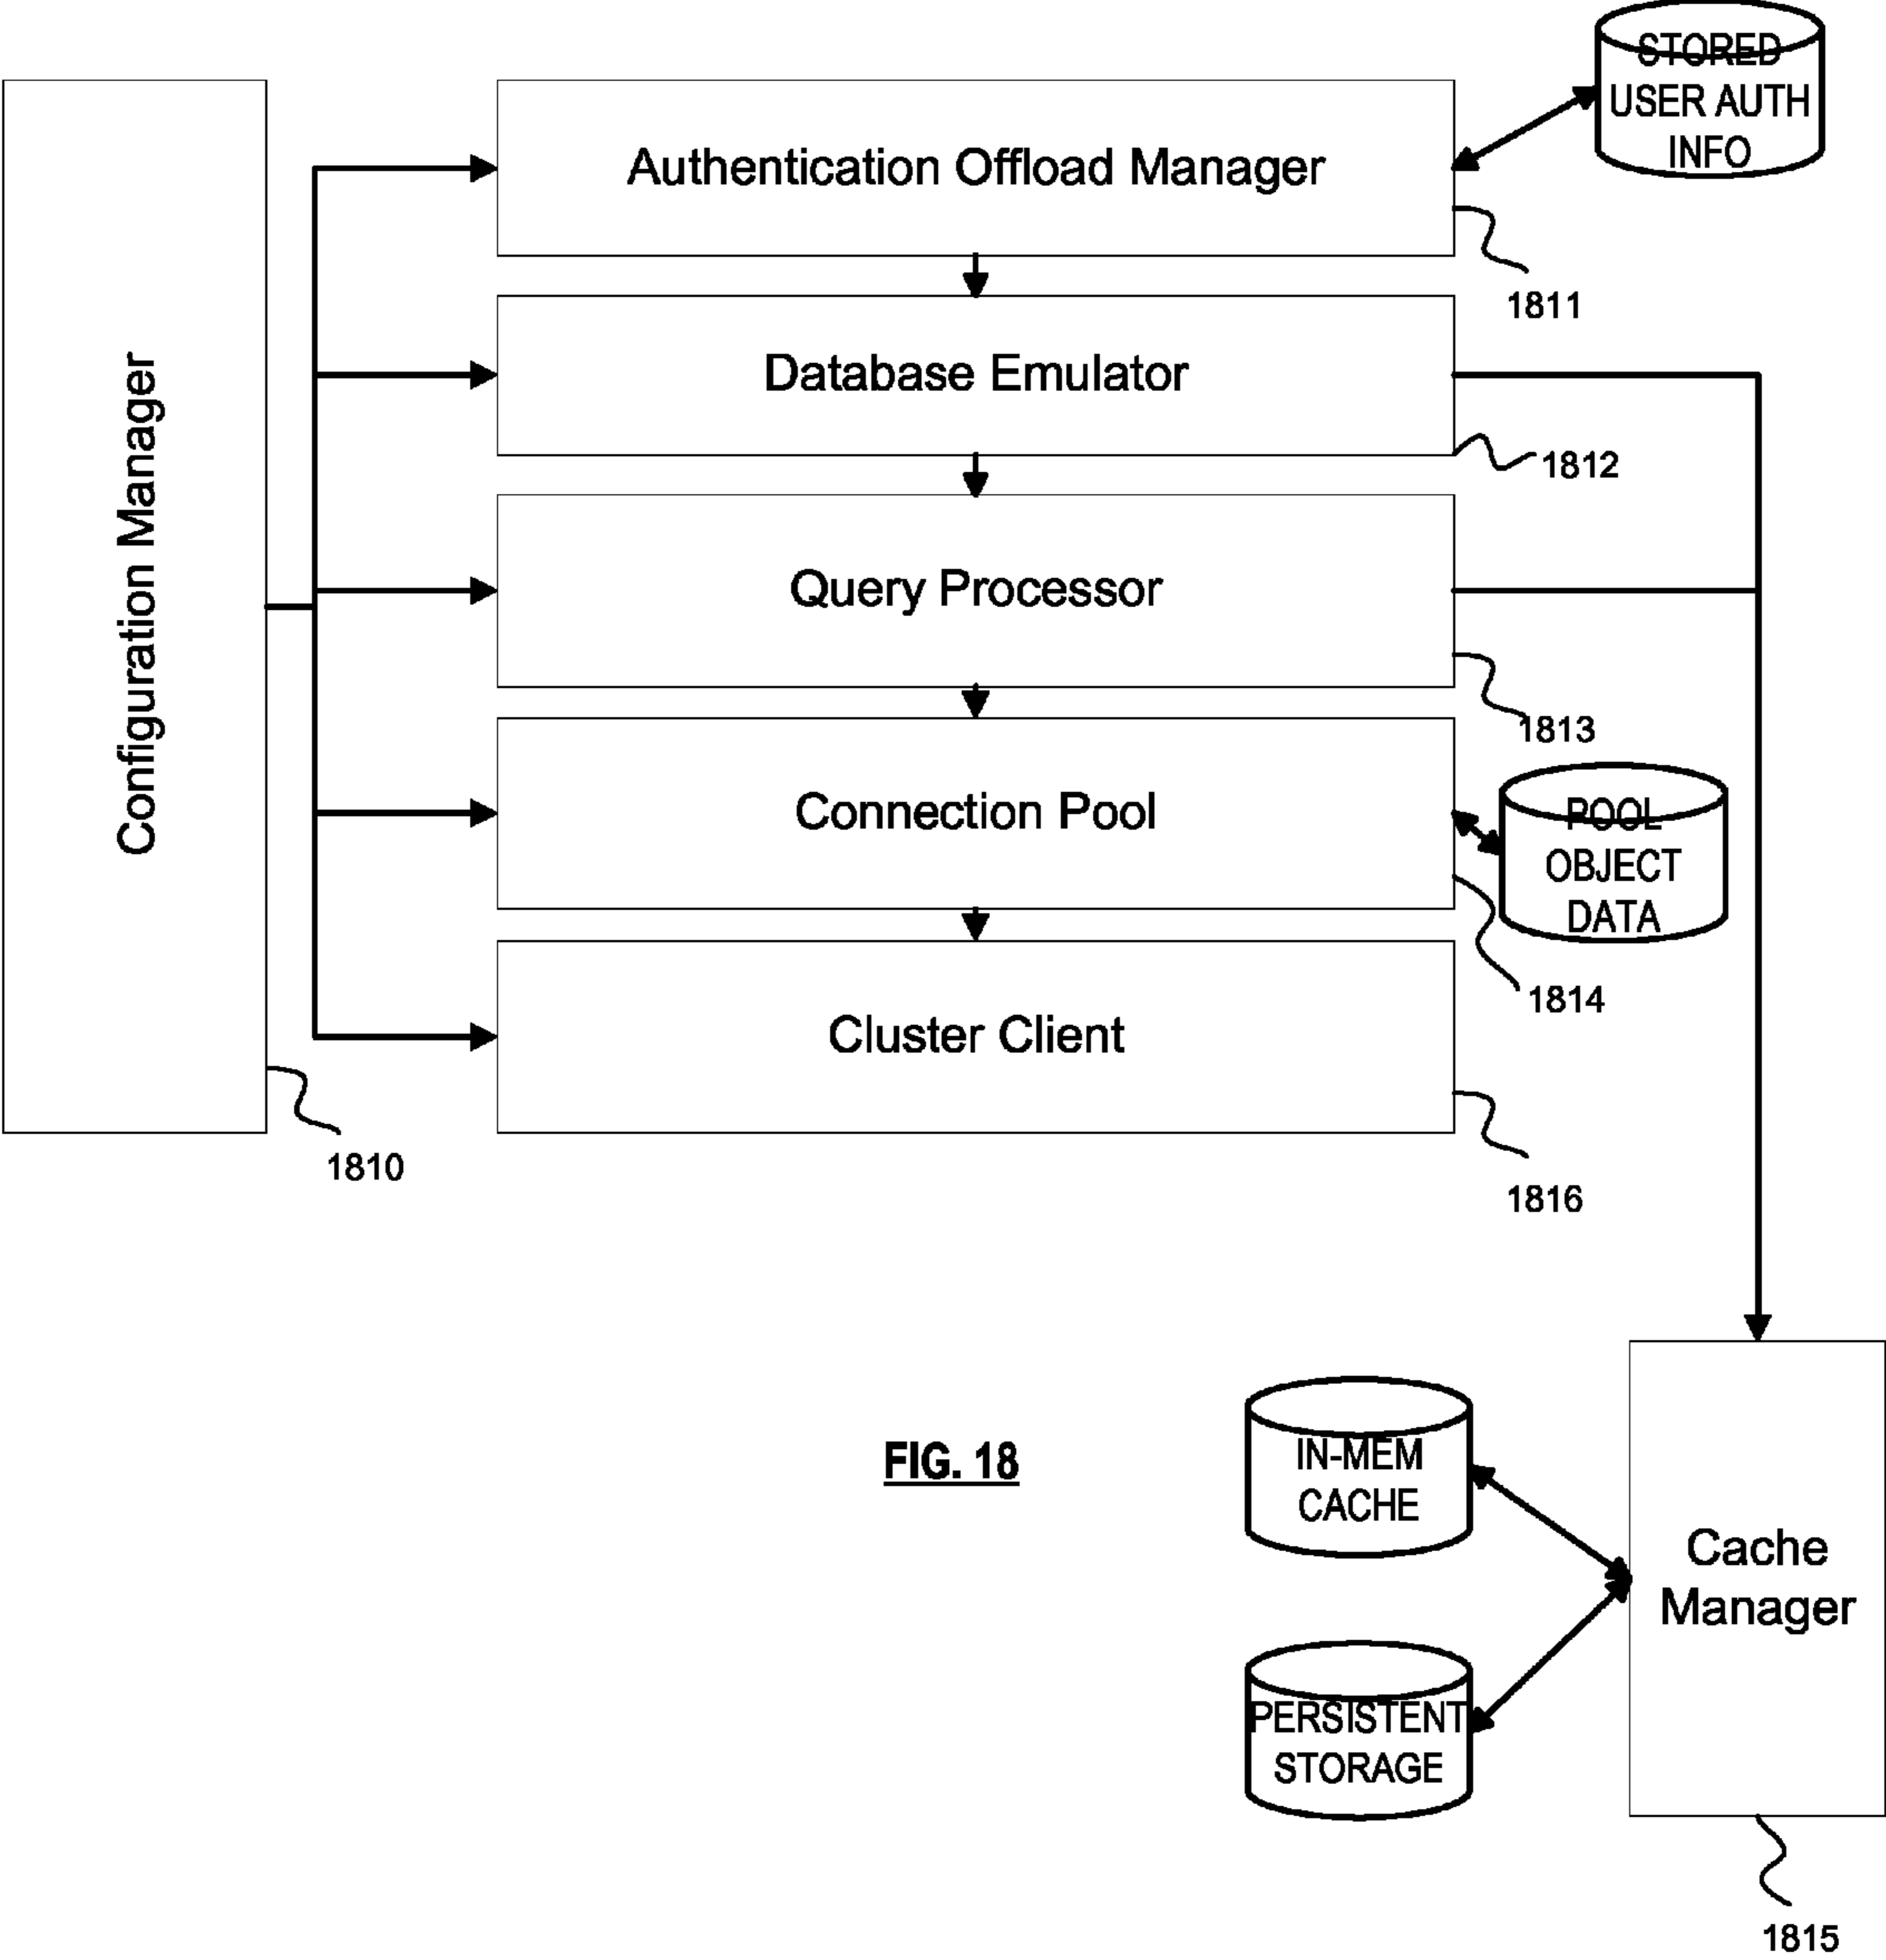 STORED
USER AUTH
INFO
Authentication Offload Manager
1811
Configuration Manager
Database Emulator
1812
Query Processor
1813
Connection Pool
POOL
OBJECT
DATA
1814
Cluster Client
1810
1816
FIG. 18
IN-MEM
CACHE
Cache
Manager
PERSISTENT
STORAGE
1815